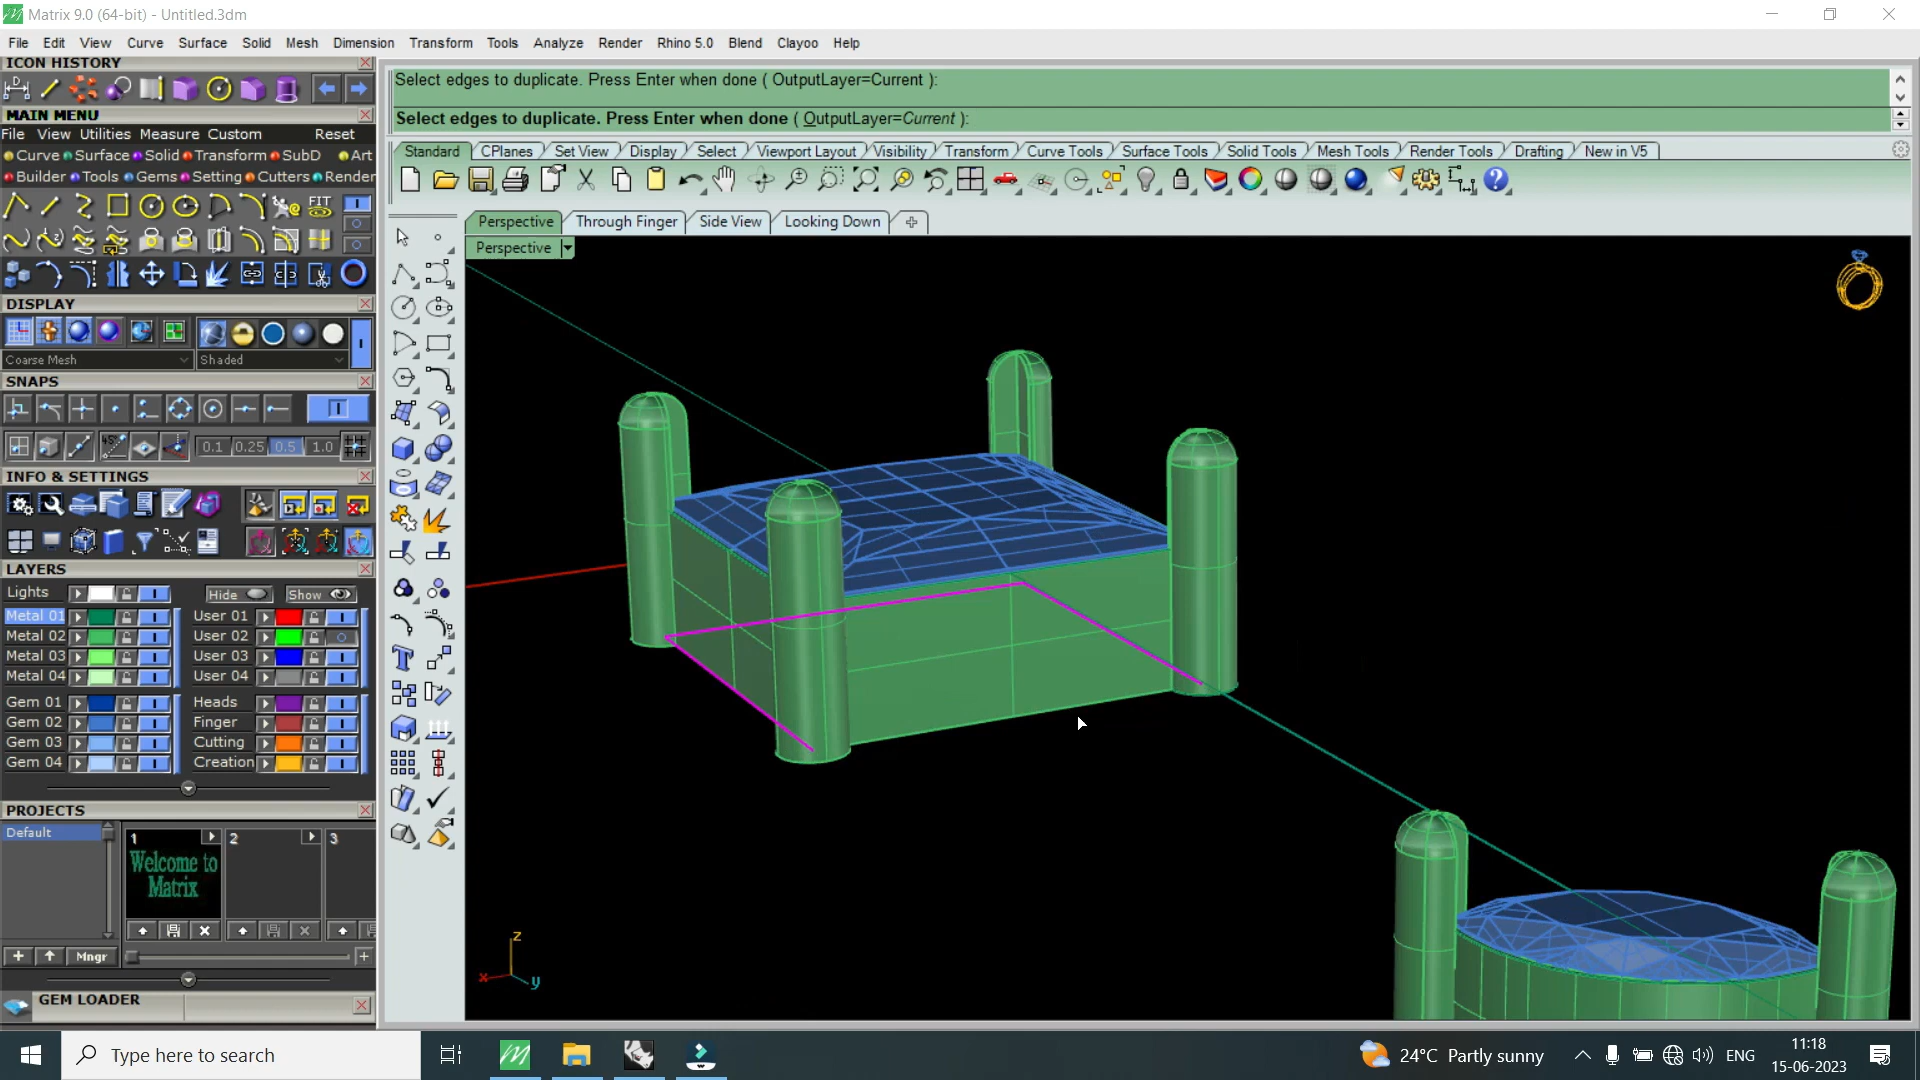 Matrix 9.0 (64-bit) - Untitled.3dm
File Edit View Curve Surface Solid Mesh Dimension Transform Tools Analyze Render Rhino 5.0 Blend Clayoo Help
ICON HISTORY
MAIN MENU
File View Utilities Measure Custom Reset
Curve Surface Solid Transform SubD Art
Builder Tools Gems Setting Cutters Render
FIT
DISPLAY
Coarse Mesh Shaded
SNAPS
0.1 0.25 0.5 1.0
INFO & SETTINGS
LAYERS
Lights Hide Show
Metal 01 User 01
Metal 02 User 02
Metal 03 User 03
Metal 04 User 04
Gem 01 Heads
Gem 02 Finger
Gem 03 Cutting
Gem 04 Creation
PROJECTS
Default
1 2 3
Welcome to
Matrix
Mngr
GEM LOADER
Select edges to duplicate. Press Enter when done ( OutputLayer=Current ):
Select edges to duplicate. Press Enter when done ( OutputLayer=Current ):
Standard CPlanes Set View Display Select Viewport Layout Visibility Transform Curve Tools Surface Tools Solid Tools Mesh Tools Render Tools Drafting New in V5
Perspective Through Finger Side View Looking Down
Perspective
z
x
y
Type here to search
24°C Partly sunny
ENG
11:18
15-06-2023